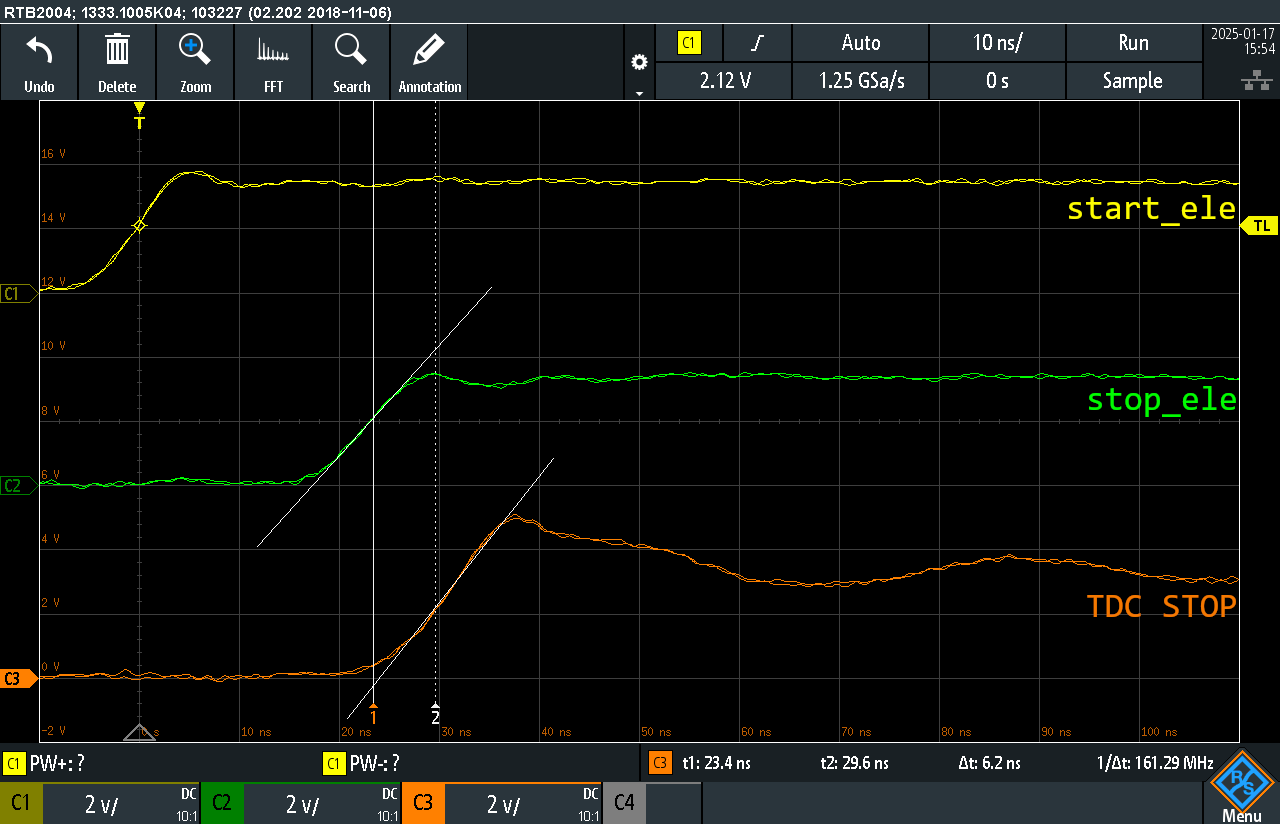 RTB2004; 1333.1005K04; 103227 (02.202 2018-11-06)
Undo
Delete
Zoom
FFT
Search
Annotation
C1
Auto
10 ns/
Run
2.12 V
1.25 GSa/s
0 s
Sample
2025-01-17
15:54
T
16 V
14 V
12 V
10 V
8 V
6 V
4 V
2 V
0 V
-2 V
C1
C2
C3
TL
start_ele
stop_ele
TDC STOP
1
2
0 s
10 ns
20 ns
30 ns
40 ns
50 ns
60 ns
70 ns
80 ns
90 ns
100 ns
C1 PW+: ?
C1 PW-: ?
C3 t1: 23.4 ns t2: 29.6 ns Δt: 6.2 ns 1/Δt: 161.29 MHz
C1 2 V/ DC 10:1
C2 2 V/ DC 10:1
C3 2 V/ DC 10:1
C4
R S
Menu